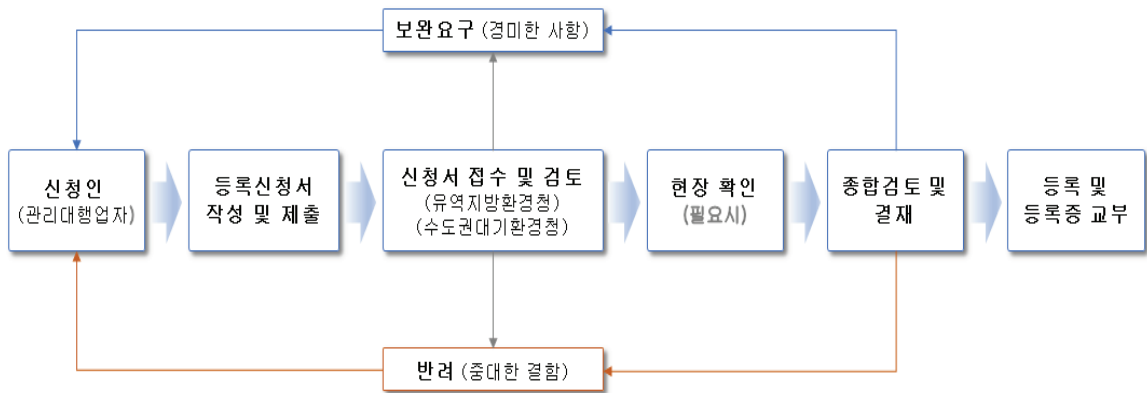 보완요구 (경미한 사항)
신청인
(관리대행업자)
등록신청서
작성 및 제출
신청서 접수 및 검토
(유역지방환경청)
(수도권대기환경청)
현장 확인
(필요시)
종합검토 및
결재
등록 및
등록증 교부
반려 (중대한 결함)